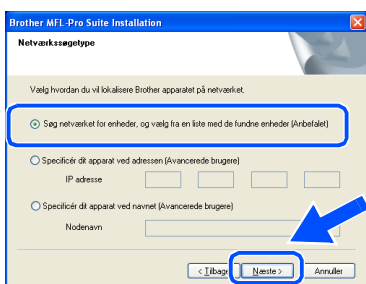 Brother MFL-Pro Suite Installation
Netværkssøgetype
Vælg hvordan du vil lokalisere Brother apparatet på netværket.
Søg netværket for enheder, og vælg fra en liste med de fundne enheder (Anbefalet)
Specificér dit apparat ved adressen (Avancerede brugere)
IP adresse
Specificér dit apparat ved navnet (Avancerede brugere)
Nodenavn
< Tilbage
Næste >
Annuller